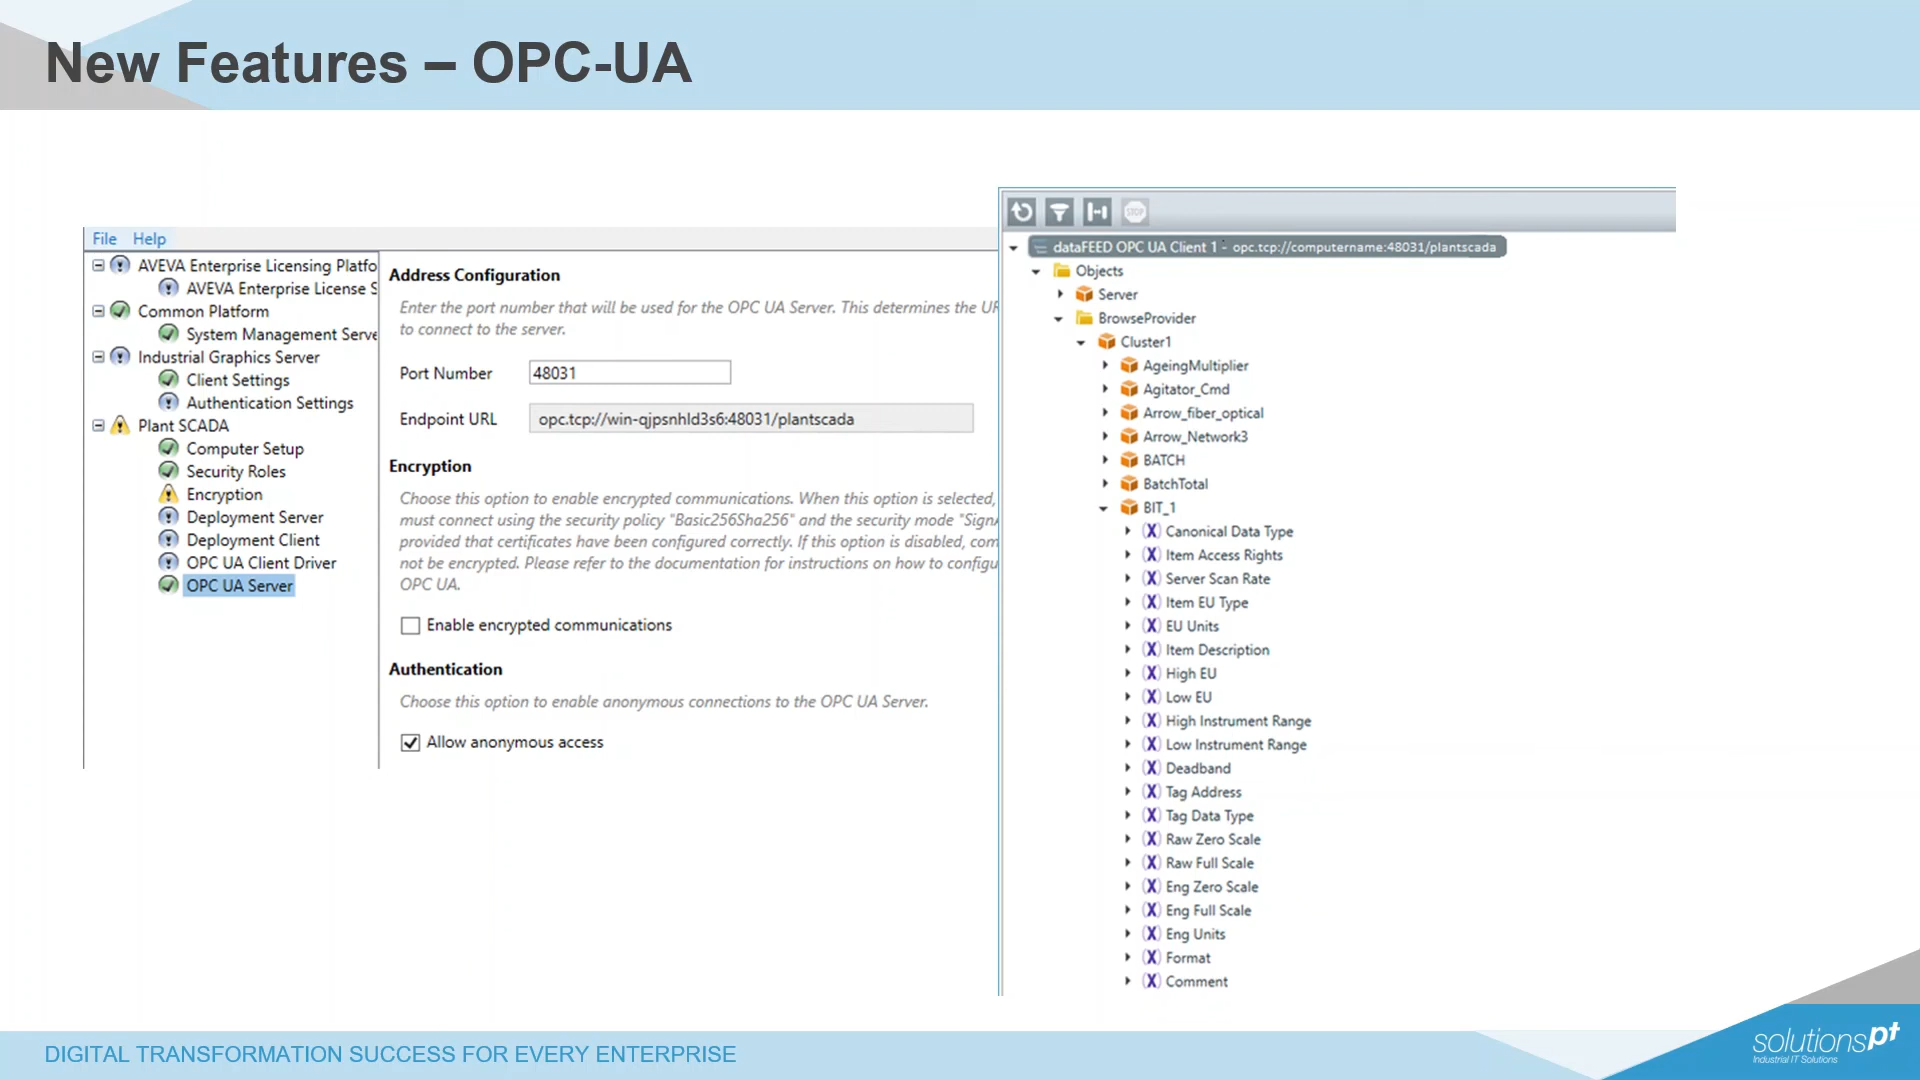 New Features – OPC-UA
File Help
AVEVA Enterprise Licensing Platfo
AVEVA Enterprise License S
Common Platform
System Management Serve
Industrial Graphics Server
Client Settings
Authentication Settings
Plant SCADA
Computer Setup
Security Roles
Encryption
Deployment Server
Deployment Client
OPC UA Client Driver
OPC UA Server
Address Configuration
Enter the port number that will be used for the OPC UA Server. This determines the UR
to connect to the server.
Port Number 48031
Endpoint URL opc.tcp://win-qjpsnhld3s6:48031/plantscada
Encryption
Choose this option to enable encrypted communications. When this option is selected,
must connect using the security policy "Basic256Sha256" and the security mode "SignA
provided that certificates have been configured correctly. If this option is disabled, com
not be encrypted. Please refer to the documentation for instructions on how to configu
OPC UA.
Enable encrypted communications
Authentication
Choose this option to enable anonymous connections to the OPC UA Server.
Allow anonymous access
STOP
dataFEED OPC UA Client 1 - opc.tcp://computername:48031/plantscada
Objects
Server
BrowseProvider
Cluster1
AgeingMultiplier
Agitator_Cmd
Arrow_fiber_optical
Arrow_Network3
BATCH
BatchTotal
BIT_1
(X) Canonical Data Type
(X) Item Access Rights
(X) Server Scan Rate
(X) Item EU Type
(X) EU Units
(X) Item Description
(X) High EU
(X) Low EU
(X) High Instrument Range
(X) Low Instrument Range
(X) Deadband
(X) Tag Address
(X) Tag Data Type
(X) Raw Zero Scale
(X) Raw Full Scale
(X) Eng Zero Scale
(X) Eng Full Scale
(X) Eng Units
(X) Format
(X) Comment
DIGITAL TRANSFORMATION SUCCESS FOR EVERY ENTERPRISE
solutionspt
Industrial IT Solutions